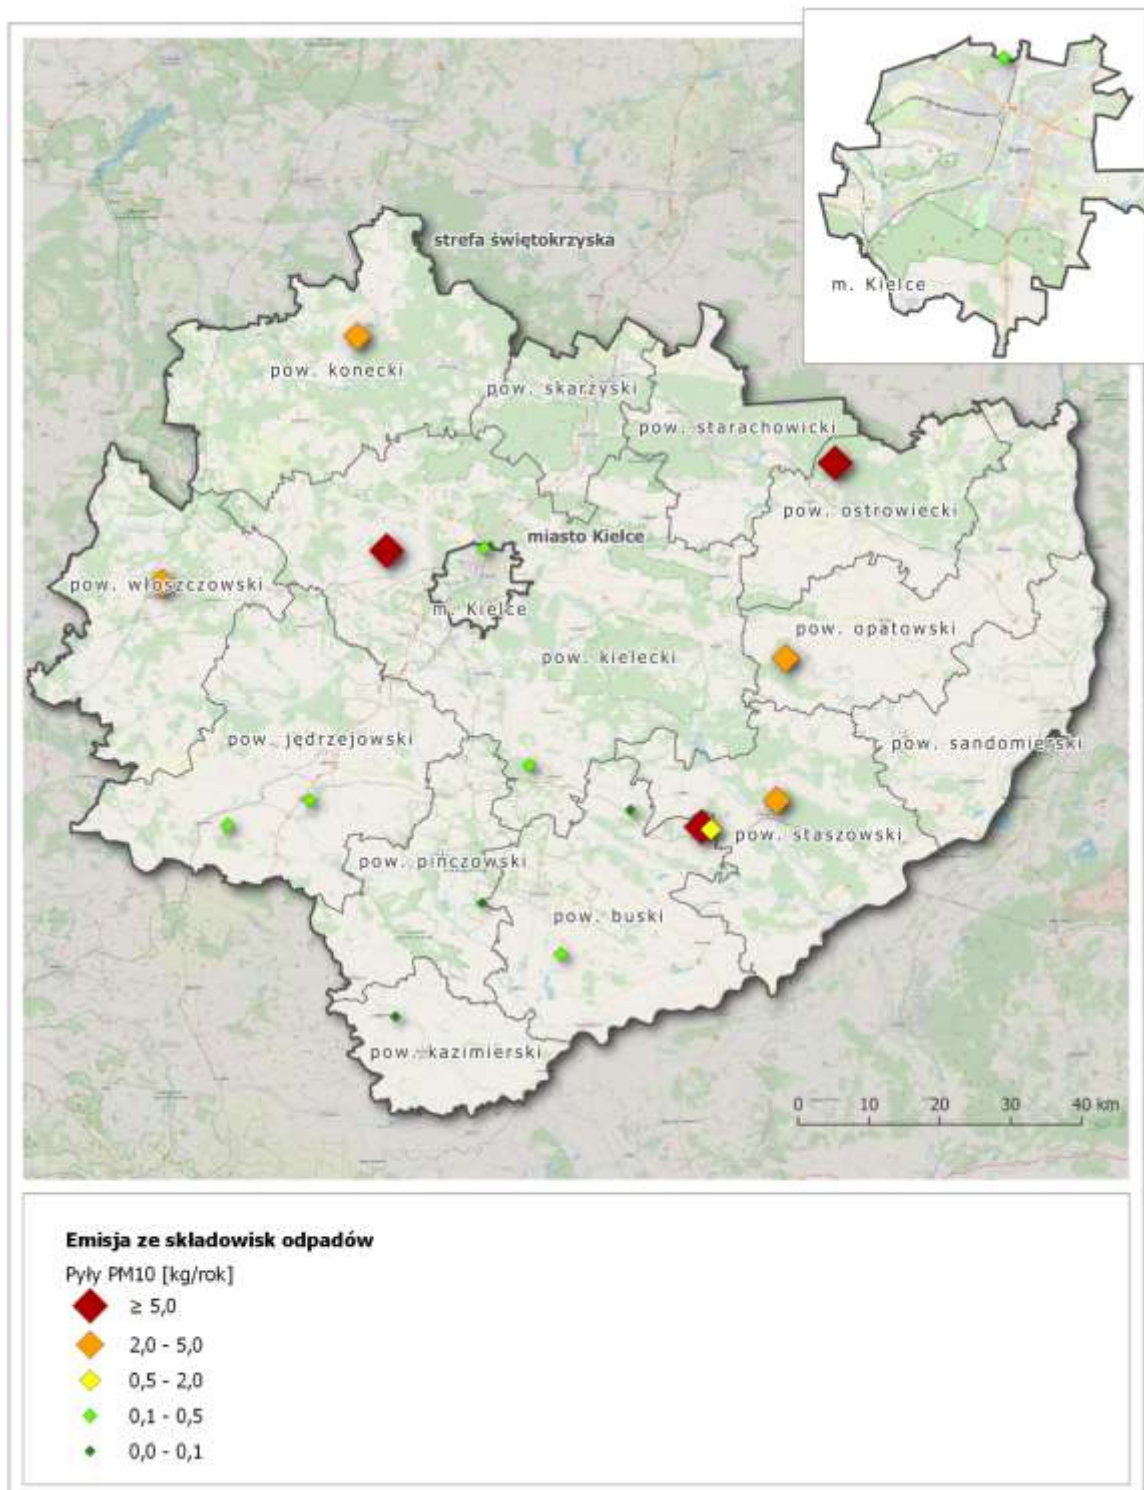 m. Kielce
strefa świętokrzyska
pow. konecki
pow. skarżyski
pow. starachowicki
pow. ostrowiecki
miasto Kielce
pow. włoszczowski
m. Kielce
pow. opatowski
pow. kielecki
pow. jędrzejowski
pow. sandomierski
pow. staszowski
pow. pińczowski
pow. buski
pow. kazimierski
0 10 20 30 40 km
Emisja ze składowisk odpadów
Pyły PM10 [kg/rok]
≥ 5,0
2,0 - 5,0
0,5 - 2,0
0,1 - 0,5
0,0 - 0,1